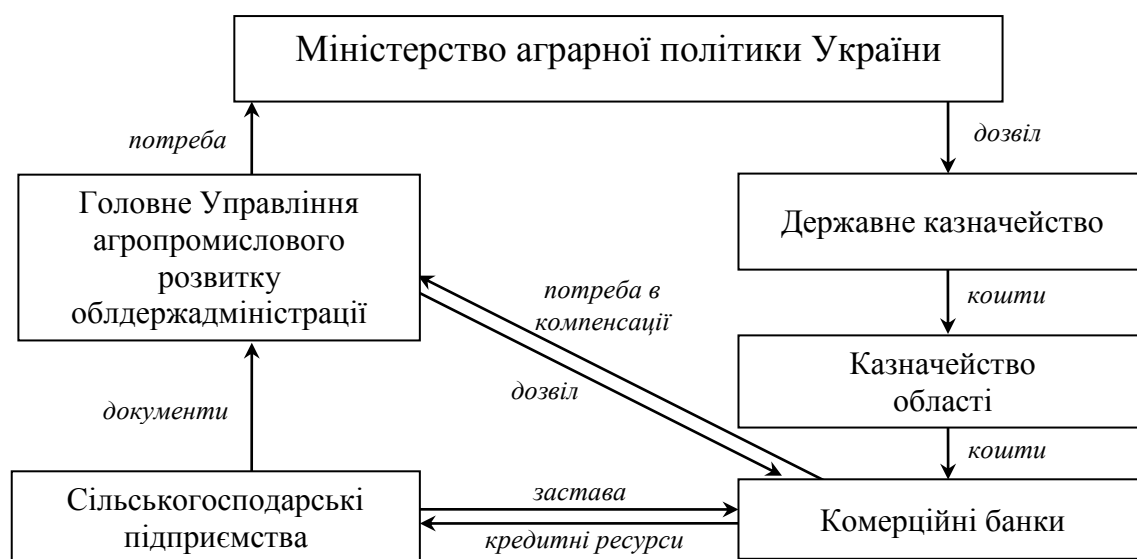 Міністерство аграрної політики України
потреба
дозвіл
Головне Управління
агропромислового
розвитку
облдержадміністрації
Державне казначейство
потреба в
компенсації
кошти
дозвіл
Казначейство
області
документи
кошти
Сільськогосподарські
підприємства
застава
кредитні ресурси
Комерційні банки